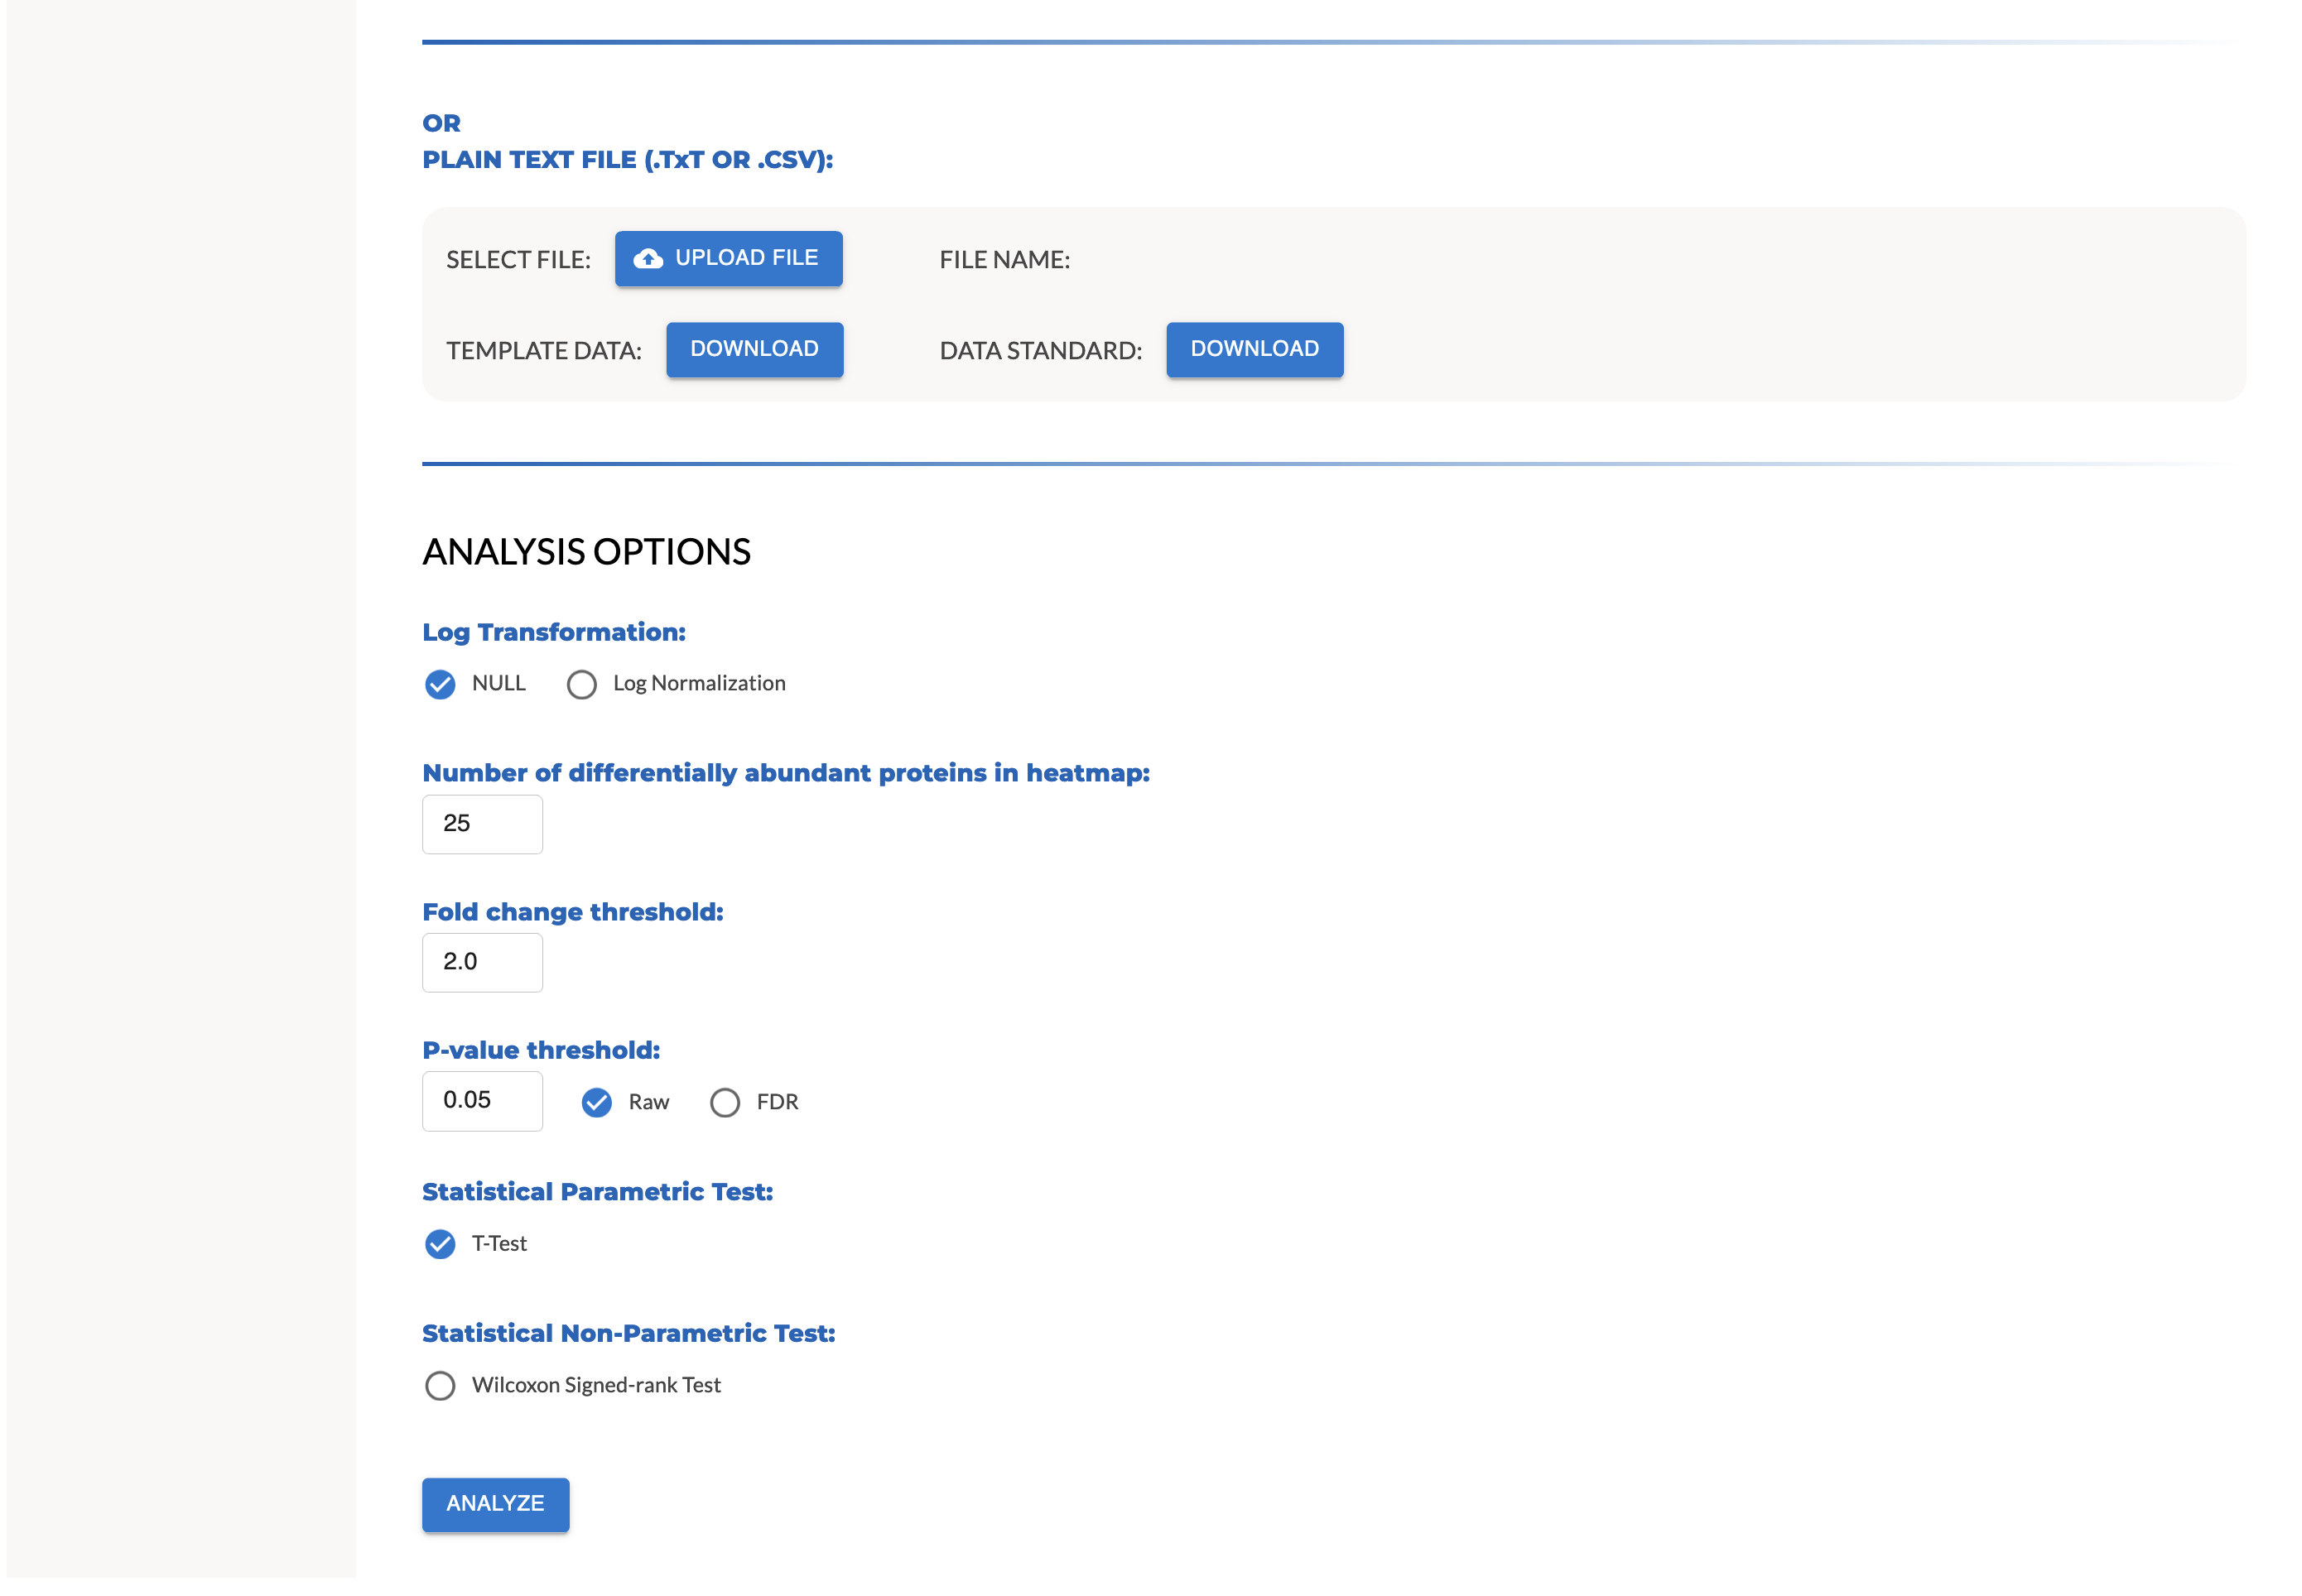 OR
PLAIN TEXT FILE (.TxT OR .CSV):
SELECT FILE: UPLOAD FILE FILE NAME:
TEMPLATE DATA: DOWNLOAD DATA STANDARD: DOWNLOAD
ANALYSIS OPTIONS
Log Transformation:
NULL Log Normalization
Number of differentially abundant proteins in heatmap:
25
Fold change threshold:
2.0
P-value threshold:
0.05 Raw FDR
Statistical Parametric Test:
T-Test
Statistical Non-Parametric Test:
Wilcoxon Signed-rank Test
ANALYZE